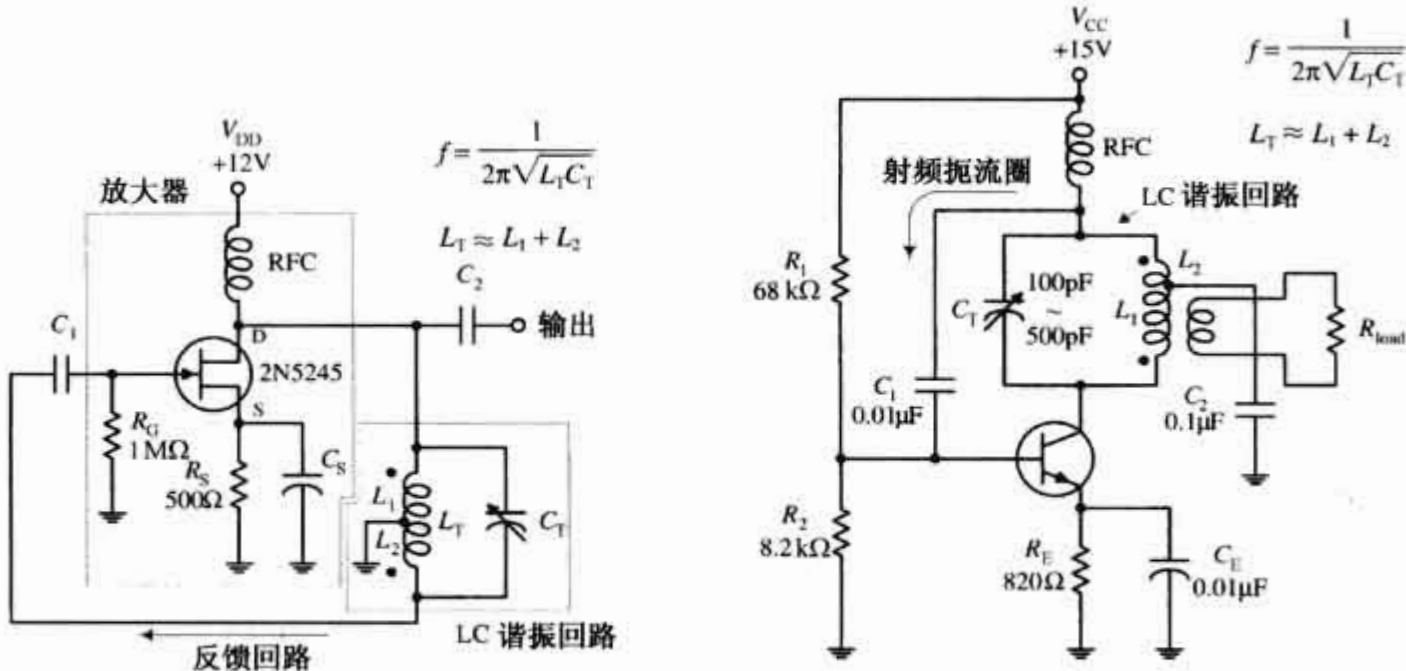 V_DD
+12V
f = 1 / 2π√(L_T C_T)
放大器
RFC
L_T ≈ L_1 + L_2
C_2
输出
C_1
D
2N5245
S
R_G
1MΩ
R_S
500Ω
C_S
L_1
L_T
C_T
L_2
LC 谐振回路
反馈回路
V_CC
+15V
f = 1 / 2π√(L_T C_T)
RFC
L_T ≈ L_1 + L_2
射频扼流圈
LC 谐振回路
R_1
68 kΩ
C_T
100pF
~
500pF
L_2
L_1
R_load
C_1
0.01μF
C_2
0.1μF
R_2
8.2kΩ
R_E
820Ω
C_E
0.01μF